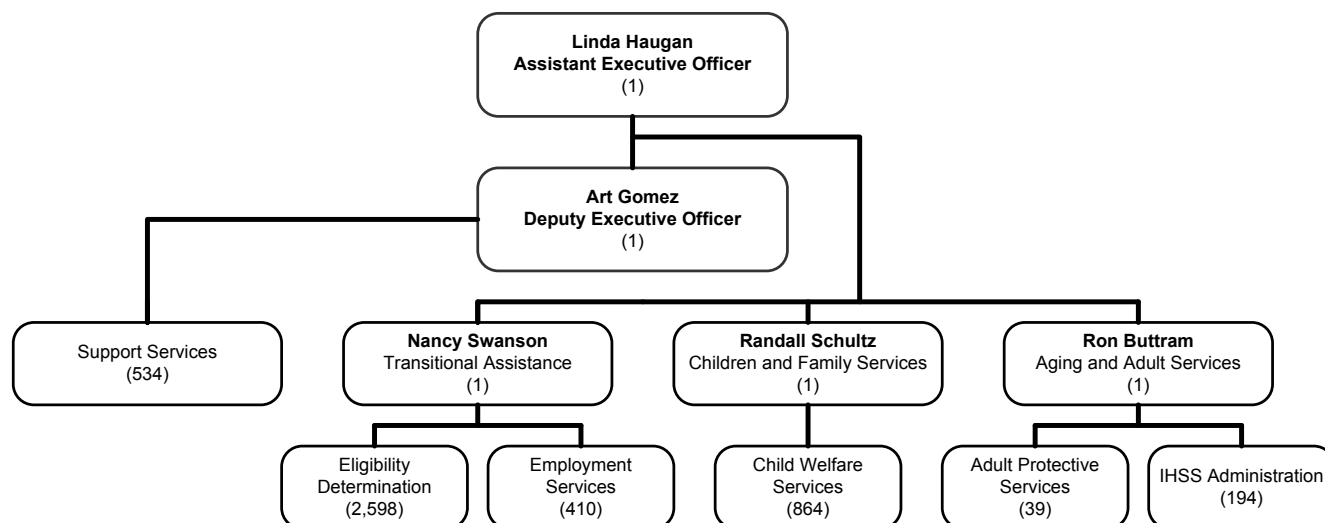 Linda Haugan
Assistant Executive Officer
(1)
Art Gomez
Deputy Executive Officer
(1)
Support Services
(534)
Nancy Swanson
Transitional Assistance
(1)
Randall Schultz
Children and Family Services
(1)
Ron Buttram
Aging and Adult Services
(1)
Eligibility
Determination
(2,598)
Employment
Services
(410)
Child Welfare
Services
(864)
Adult Protective
Services
(39)
IHSS Administration
(194)